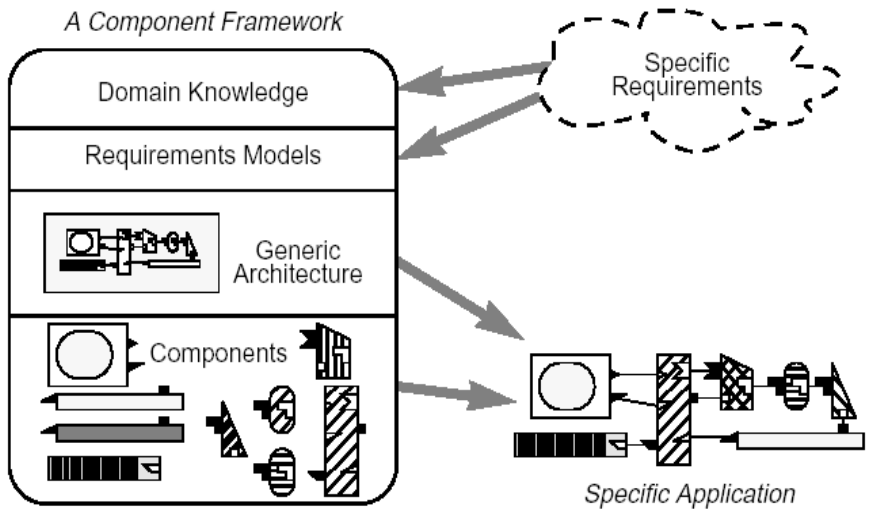 A Component Framework
Domain Knowledge
Requirements Models
Generic
Architecture
Components
Specific
Requirements
Specific Application